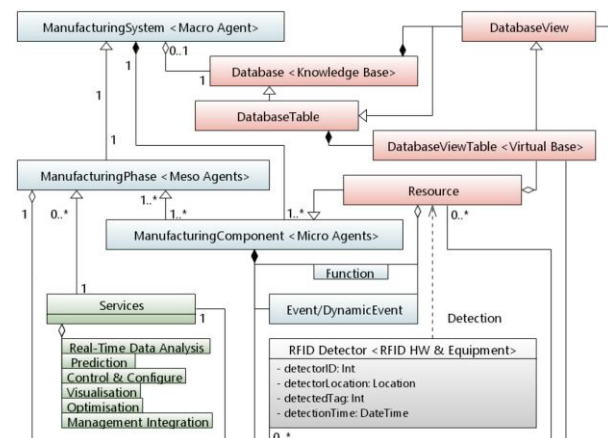 ManufacturingSystem <Macro Agent>
DatabaseView
0..1
1
1
Database <Knowledge Base>
1
DatabaseTable
1
DatabaseViewTable <Virtual Base>
ManufacturingPhase <Meso Agents>
Resource
1
0..*
1..*
1..*
1..*
0..*
ManufacturingComponent <Micro Agents>
Function
1
Services
1
Event/DynamicEvent
Detection
Real-Time Data Analysis
Prediction
Control & Configure
Visualisation
Optimisation
Management Integration
RFID Detector <RFID HW & Equipment>
- detectorID: Int
- detectorLocation: Location
- detectedTag: Int
- detectionTime: DateTime
0..*